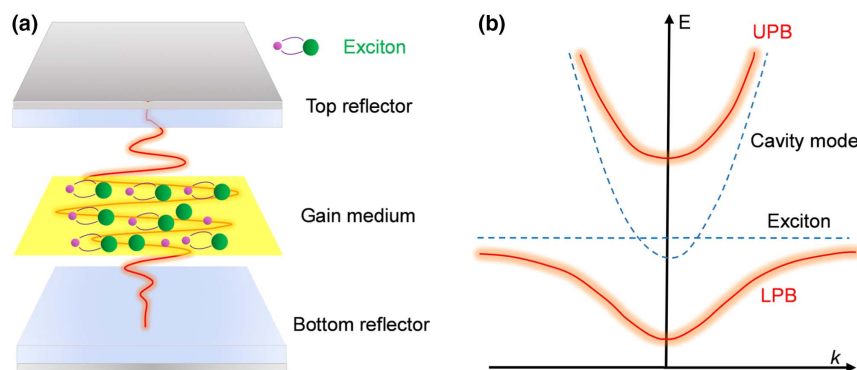 (a)
Exciton
Top reflector
Gain medium
Bottom reflector
(b)
E
UPB
Cavity mode
Exciton
LPB
k